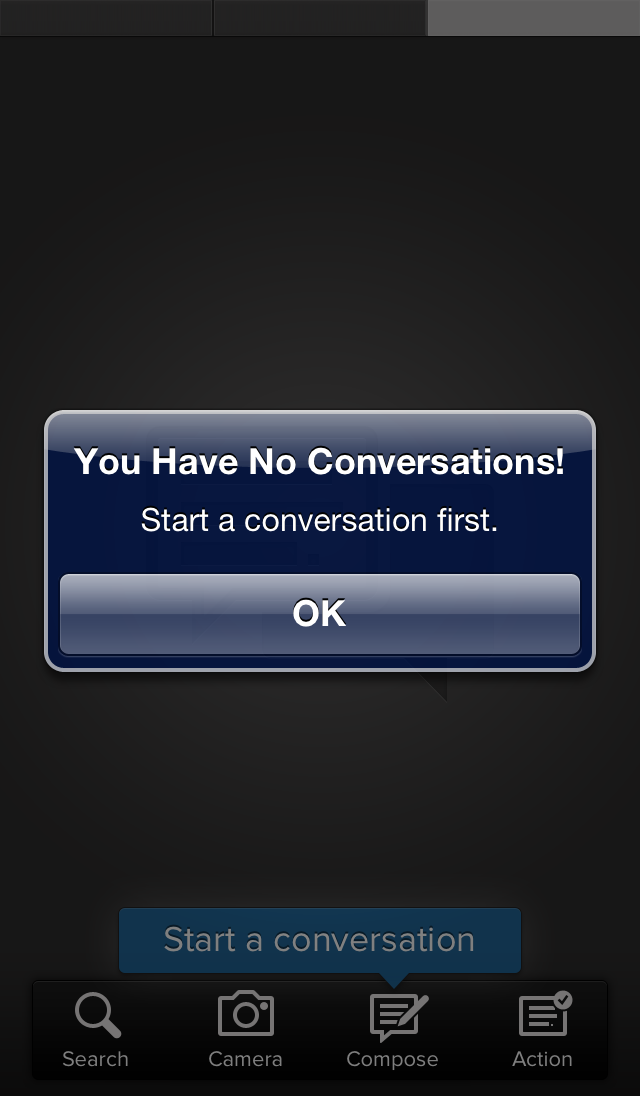 You Have No Conversations!
Start a conversation first.
OK
Start a conversation
Search
Camera
Compose
Action